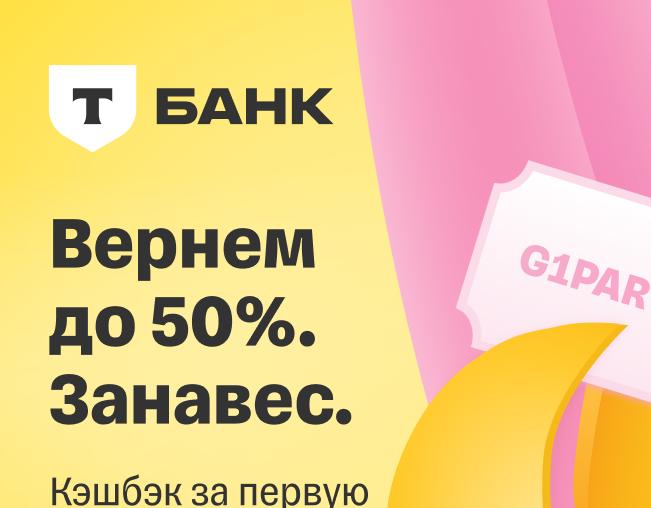 Т БАНК
Вернем
до 50%.
Занавес.
G1PAR
Кэшбэк за первую